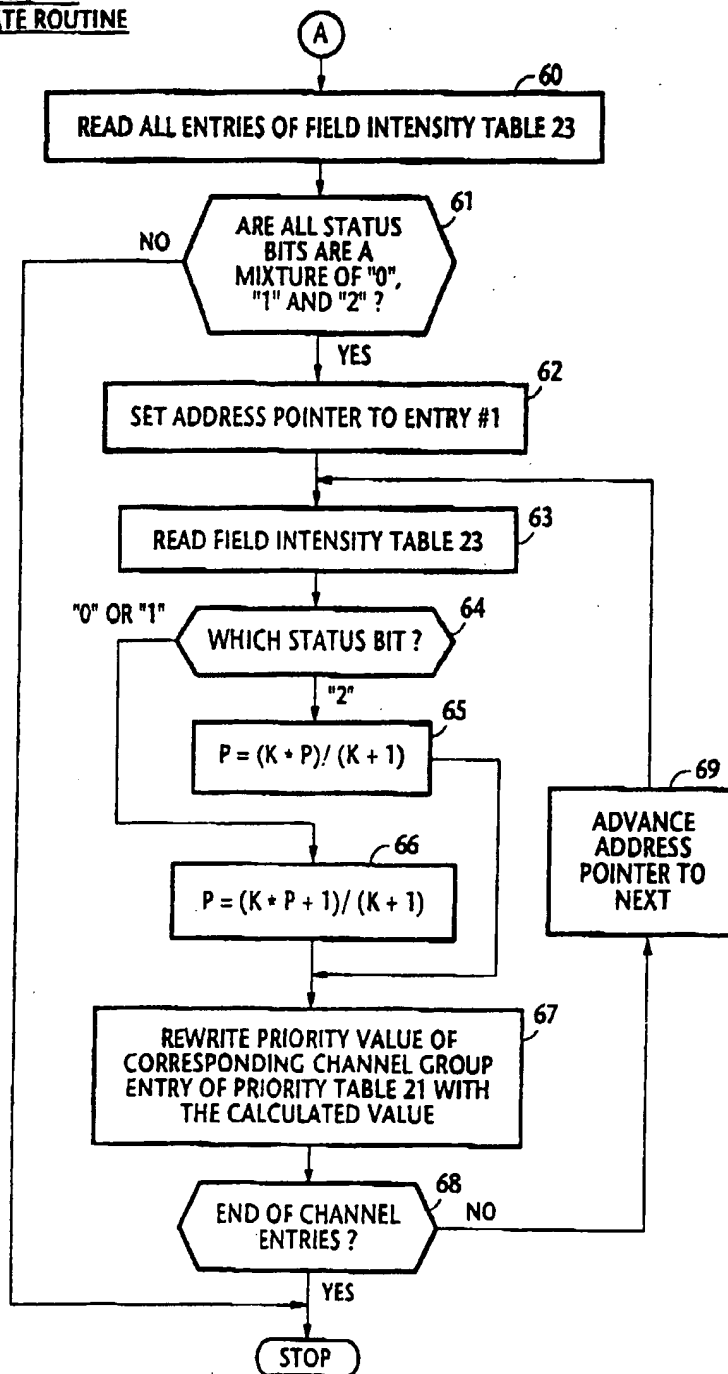 ATE ROUTINE
A
60
READ ALL ENTRIES OF FIELD INTENSITY TABLE 23
61
ARE ALL STATUS
BITS ARE A
MIXTURE OF "0",
"1" AND "2" ?
NO
YES
62
SET ADDRESS POINTER TO ENTRY #1
63
READ FIELD INTENSITY TABLE 23
64
"0" OR "1"
WHICH STATUS BIT ?
"2"
65
P = (K * P)/ (K + 1)
66
P = (K * P + 1)/ (K + 1)
69
ADVANCE
ADDRESS
POINTER TO
NEXT
67
REWRITE PRIORITY VALUE OF
CORRESPONDING CHANNEL GROUP
ENTRY OF PRIORITY TABLE 21 WITH
THE CALCULATED VALUE
68
END OF CHANNEL
ENTRIES ?
NO
YES
STOP